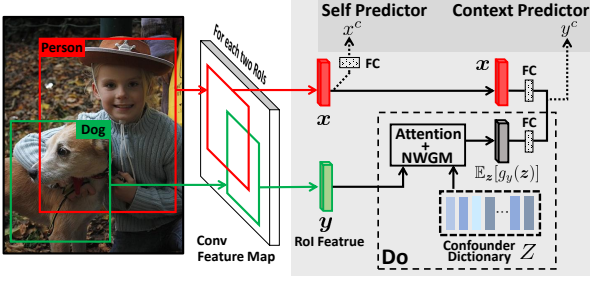 Self Predictor
Context Predictor
x^c
y^c
For each two RoIs
FC
Person
Dog
x
x
FC
Attention
+
NWGM
FC
𝔼_z[g_y(z)]
y
RoI Featrue
Conv
Feature Map
Do
Confounder
Dictionary Z
...